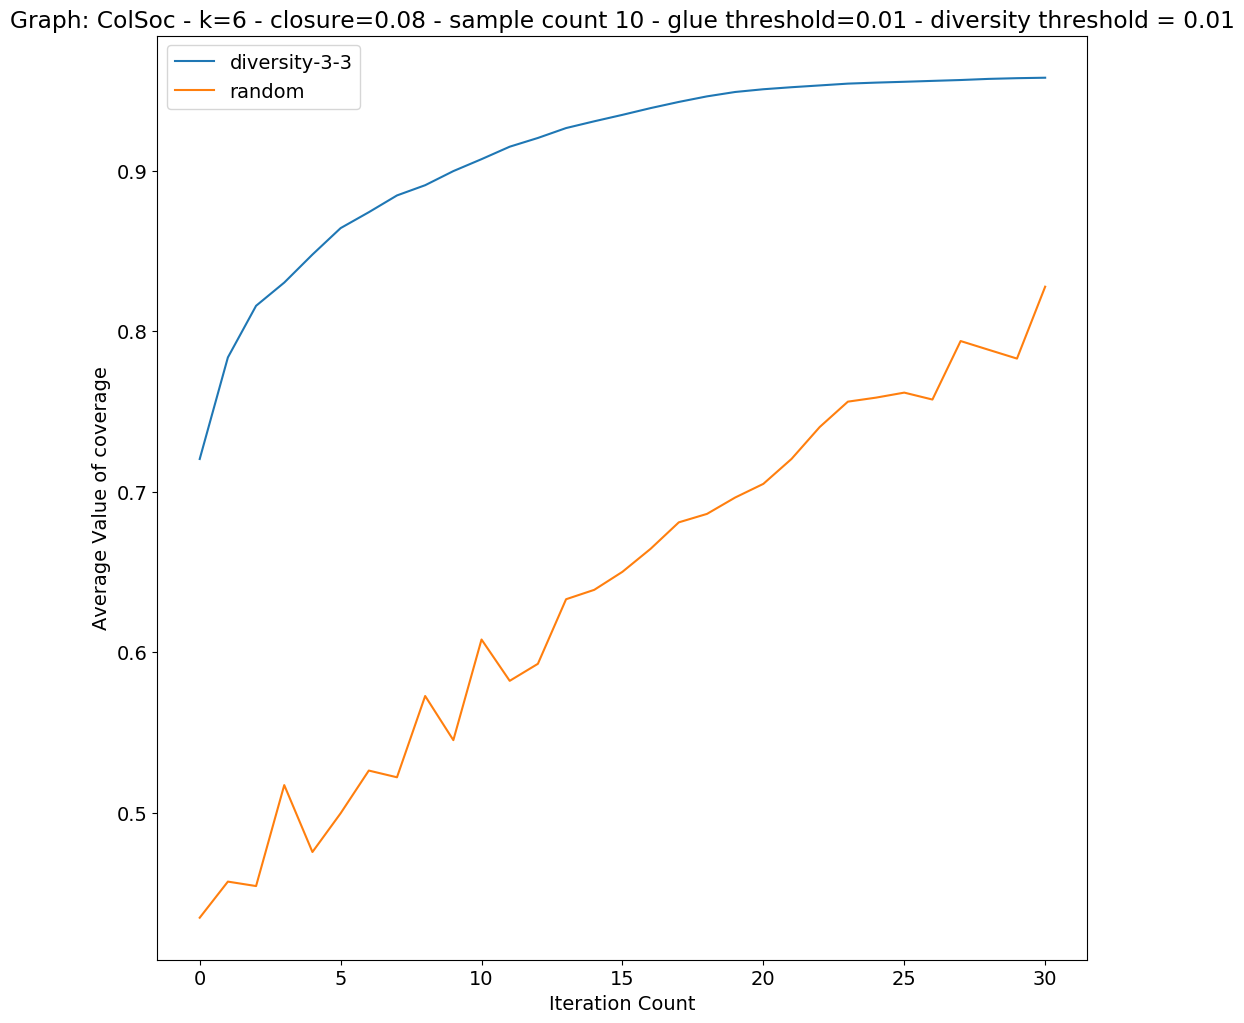 Graph: ColSoc - k=6 - closure=0.08 - sample count 10 - glue threshold=0.01 - diversity threshold = 0.01
diversity-3-3
random
Average Value of coverage
0.9
0.8
0.7
0.6
0.5
0 5 10 15 20 25 30
Iteration Count